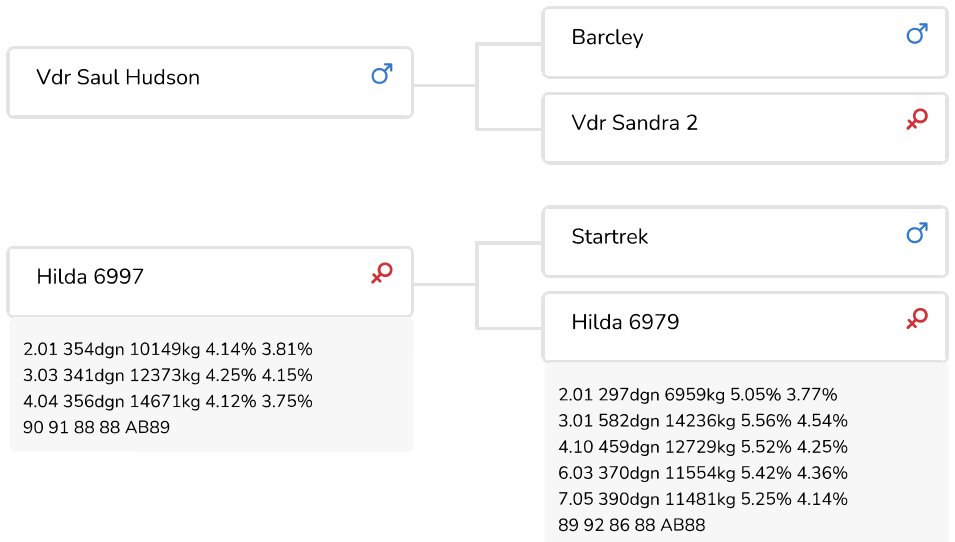 Vdr Saul Hudson
Barcley
Vdr Sandra 2
Hilda 6997
2.01 354dgn 10149kg 4.14% 3.81%
3.03 341dgn 12373kg 4.25% 4.15%
4.04 356dgn 14671kg 4.12% 3.75%
90 91 88 88 AB89
Startrek
Hilda 6979
2.01 297dgn 6959kg 5.05% 3.77%
3.01 582dgn 14236kg 5.56% 4.54%
4.10 459dgn 12729kg 5.52% 4.25%
6.03 370dgn 11554kg 5.42% 4.36%
7.05 390dgn 11481kg 5.25% 4.14%
89 92 86 88 AB88